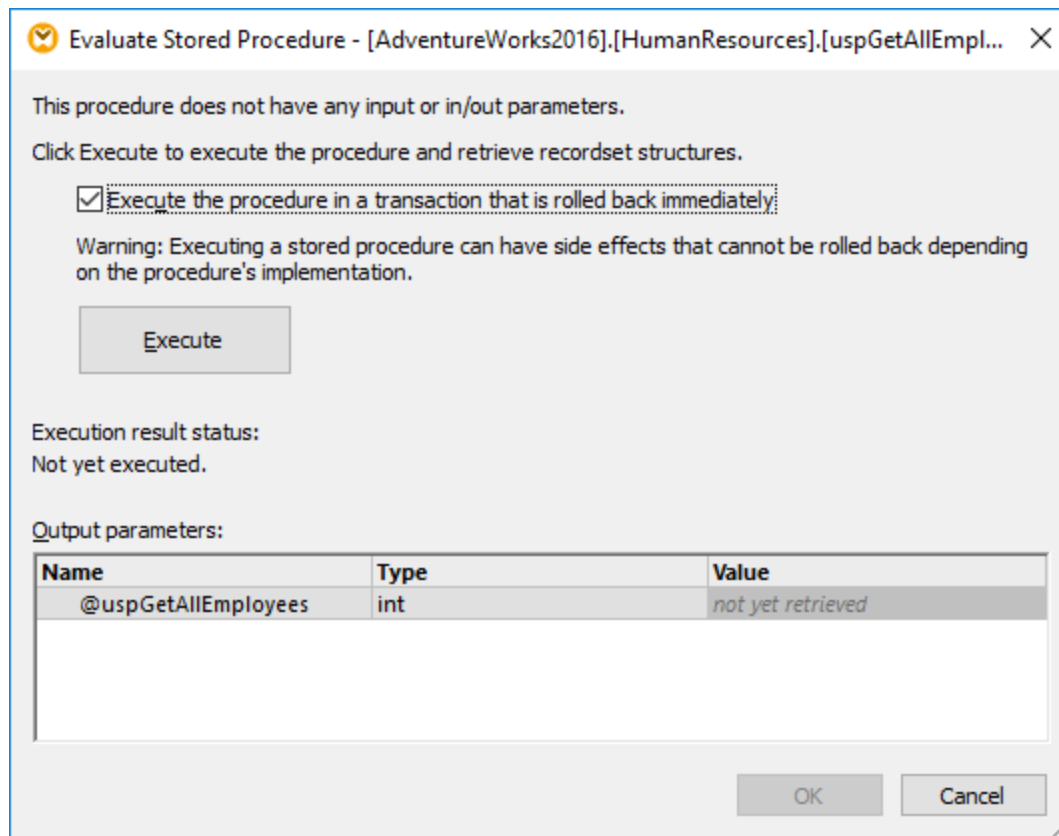 Evaluate Stored Procedure - [AdventureWorks2016].[HumanResources].[uspGetAllEmpl...
This procedure does not have any input or in/out parameters.
Click Execute to execute the procedure and retrieve recordset structures.
Execute the procedure in a transaction that is rolled back immediately
Warning: Executing a stored procedure can have side effects that cannot be rolled back depending
on the procedure's implementation.
Execute
Execution result status:
Not yet executed.
Output parameters:
Name Type Value
@uspGetAllEmployees int not yet retrieved
OK Cancel